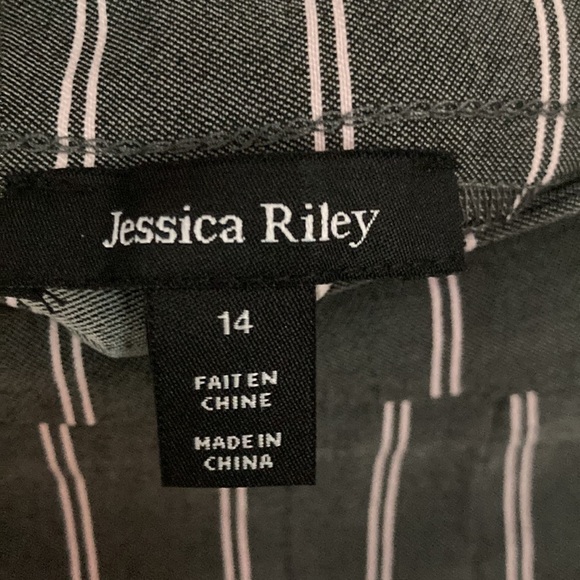 Jessica Riley
14
FAIT EN
CHINE
MADE IN
CHINA